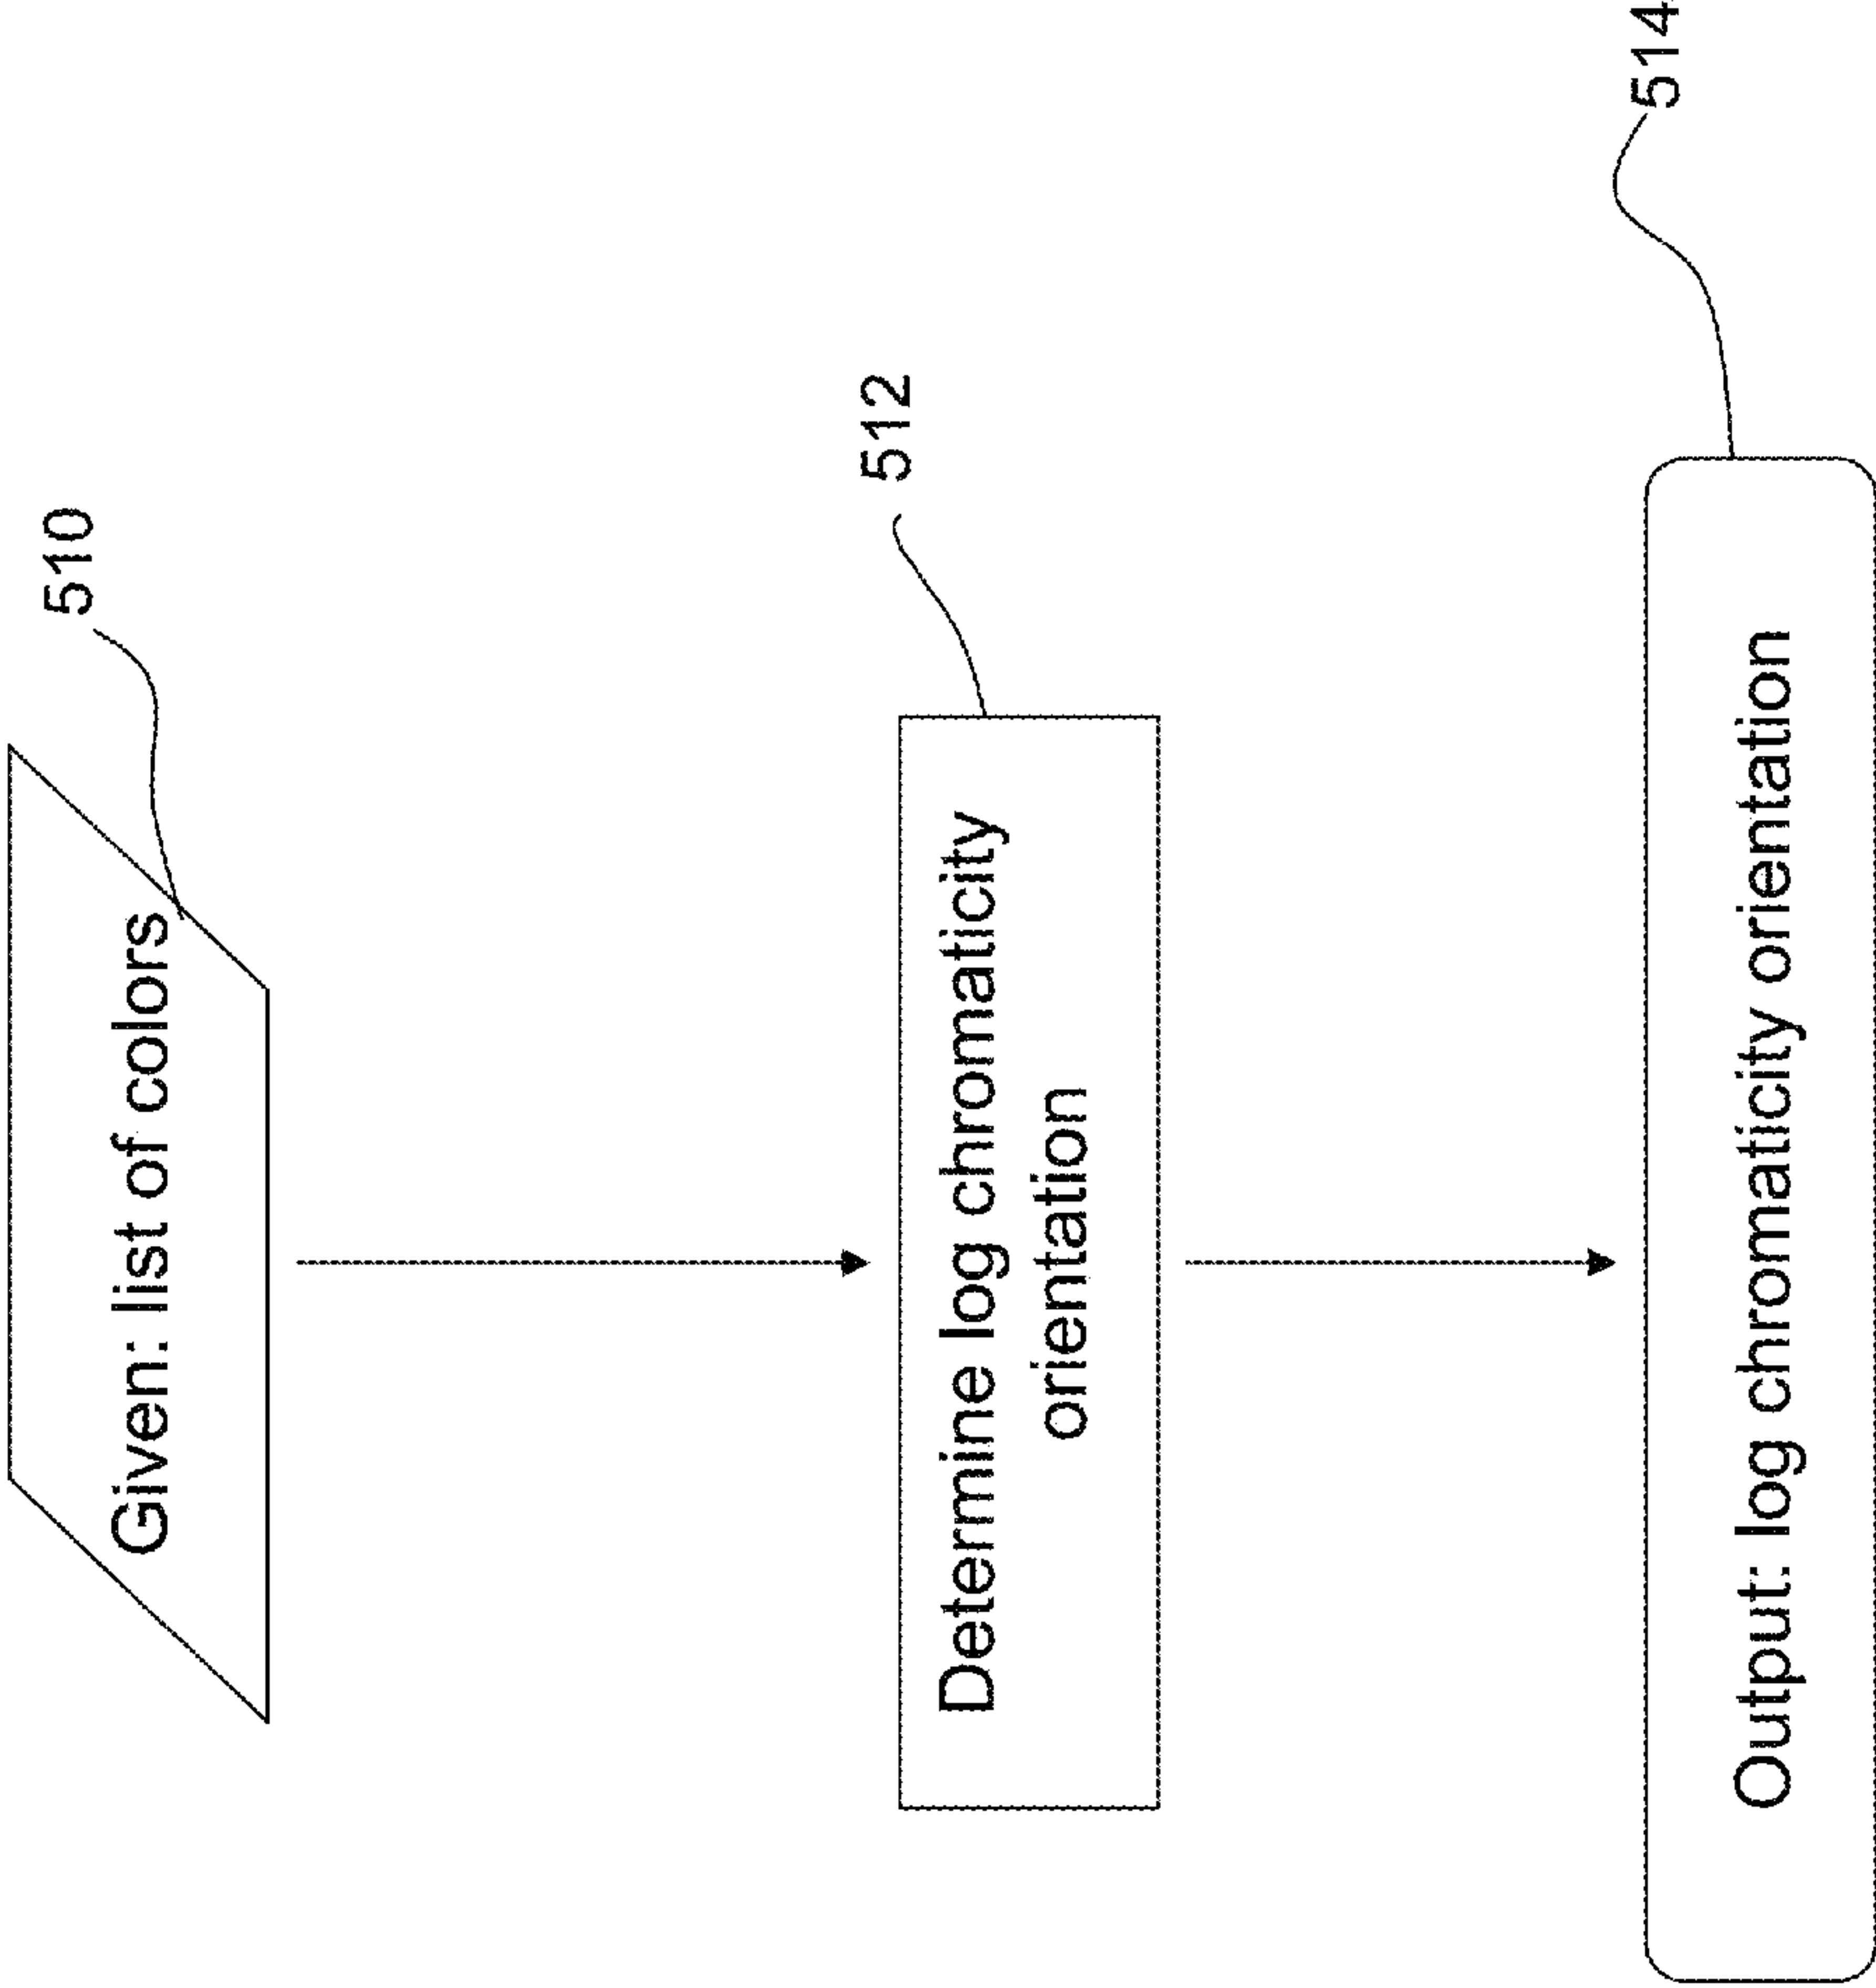 510
Given: list of colors
512
Determine log chromaticity
orientation
514
Output: log chromaticity orientation